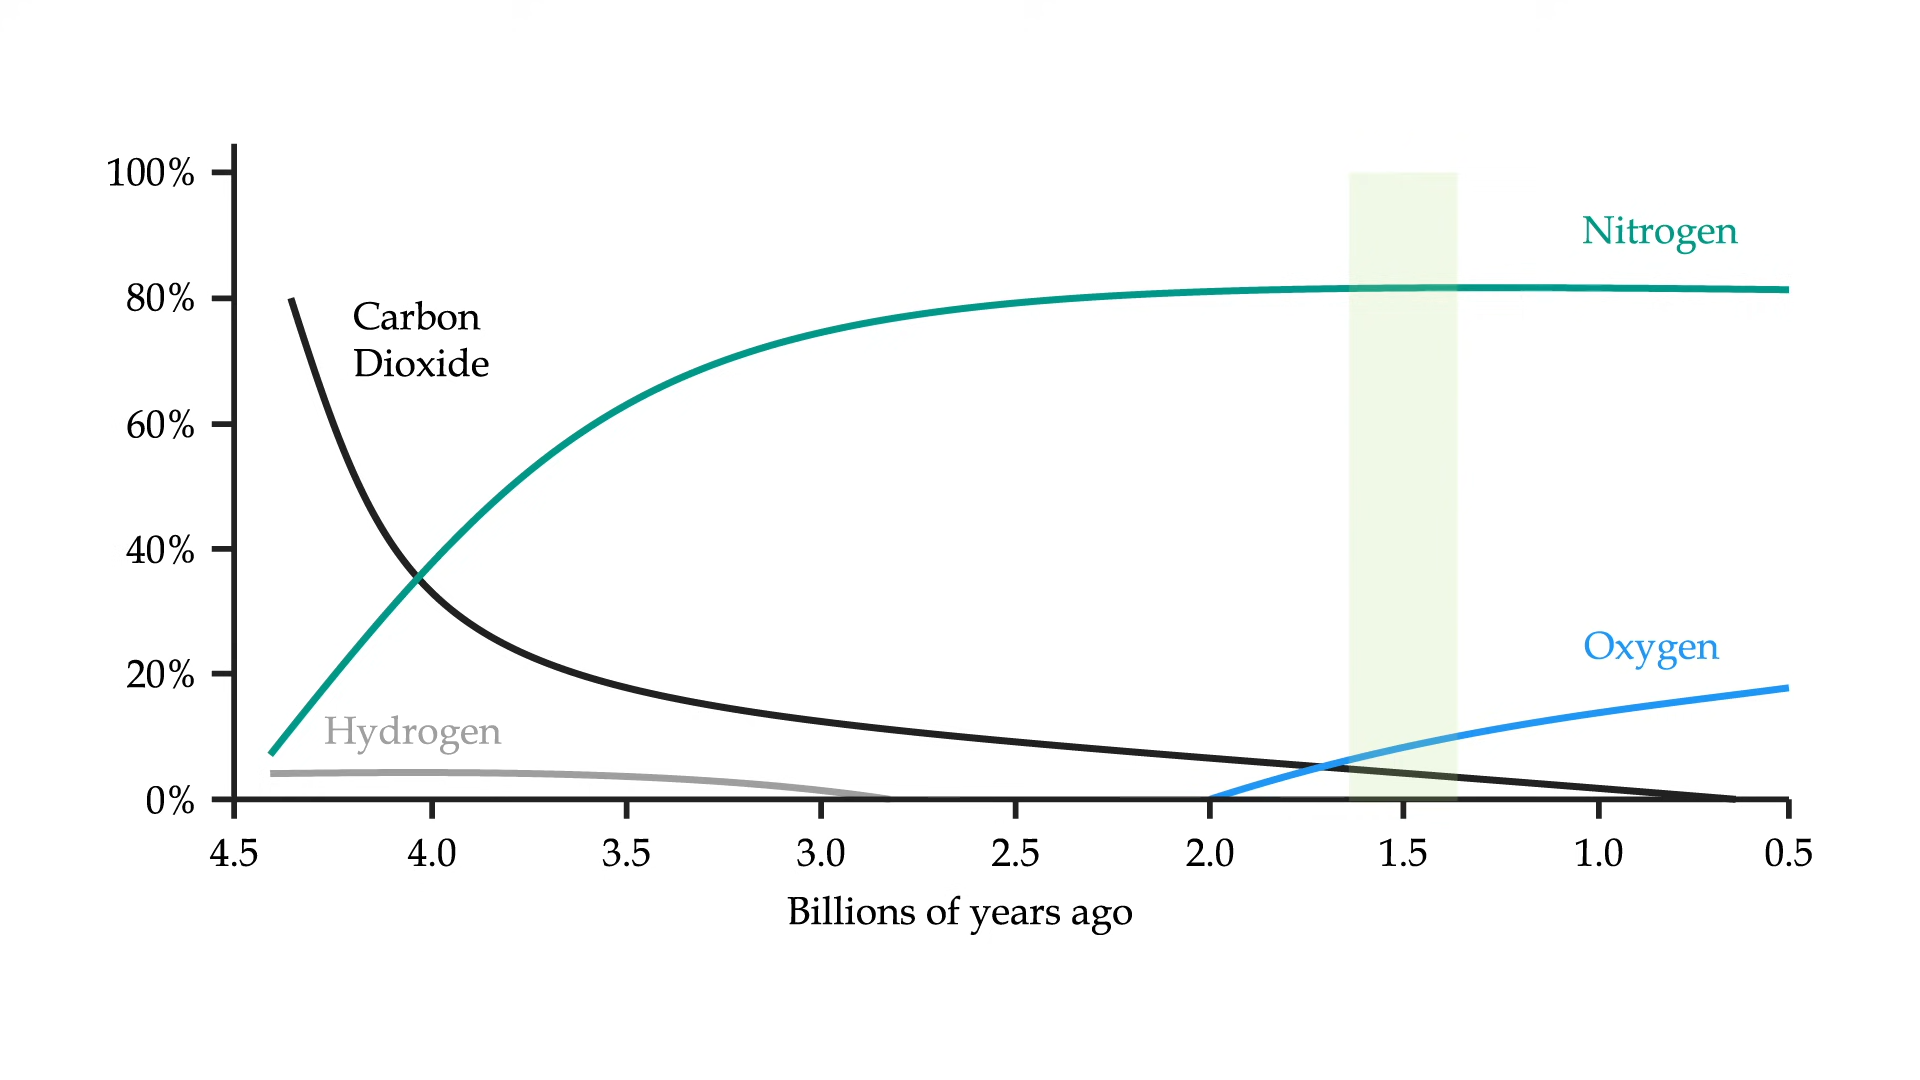 100%
Nitrogen
80%
Carbon
Dioxide
60%
40%
Oxygen
20%
Hydrogen
0%
4.5 4.0 3.5 3.0 2.5 2.0 1.5 1.0 0.5
Billions of years ago